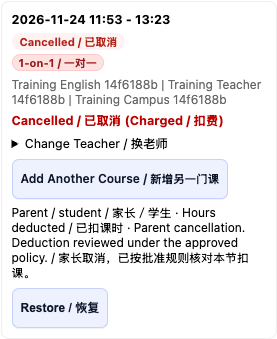 2026-11-24 11:53 - 13:23
Cancelled / 已取消
1-on-1 / 一对一
Training English 14f6188b | Training Teacher
14f6188b | Training Campus 14f6188b
Cancelled / 已取消 (Charged / 扣费)
▶ Change Teacher / 换老师
Add Another Course / 新增另一门课
Parent / student / 家长 / 学生 · Hours
deducted / 已扣课时 · Parent cancellation.
Deduction reviewed under the approved
policy. / 家长取消，已按批准规则核对本节扣
课。
Restore / 恢复